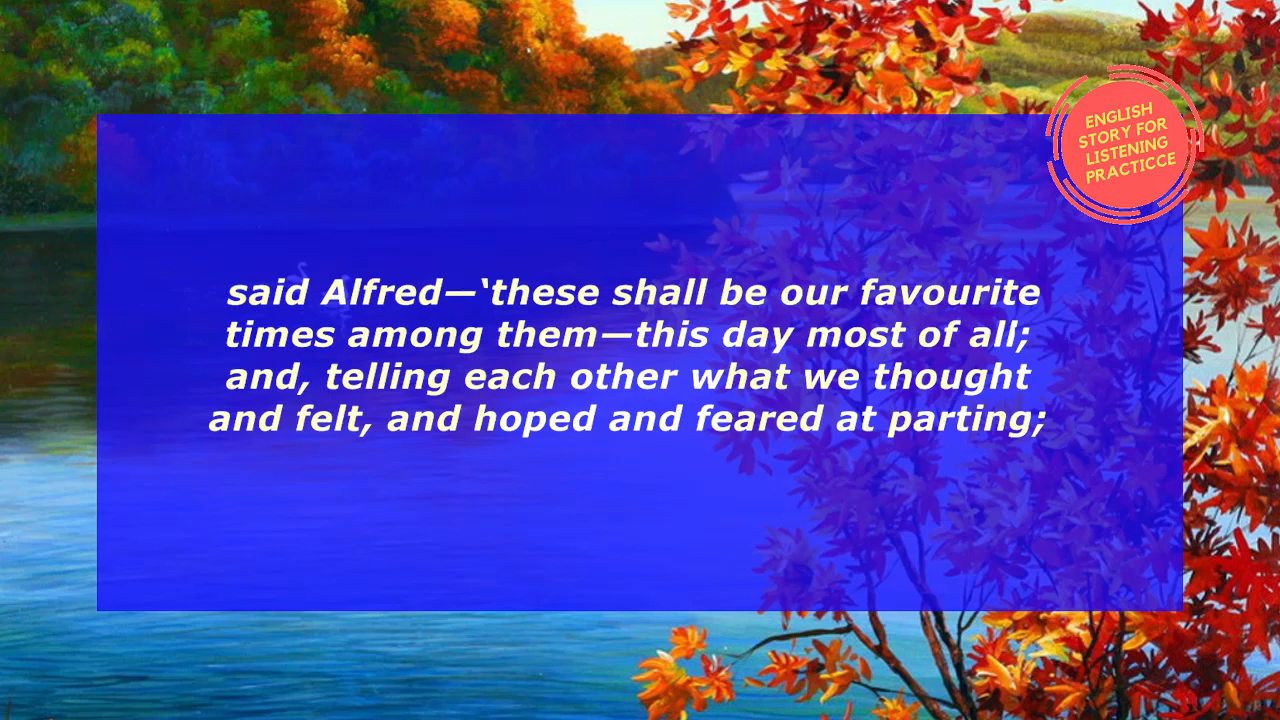 ENGLISH
STORY FOR
LISTENING
PRACTICCE
said Alfred—‘these shall be our favourite
times among them—this day most of all;
and, telling each other what we thought
and felt, and hoped and feared at parting;